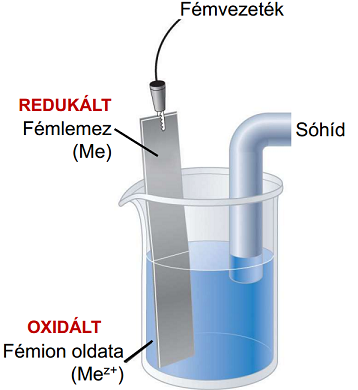 Fémvezeték
REDUKÁLT
Fémlemez
(Me)
Sóhíd
OXIDÁLT
Fémion oldata
(Meᶻ⁺)